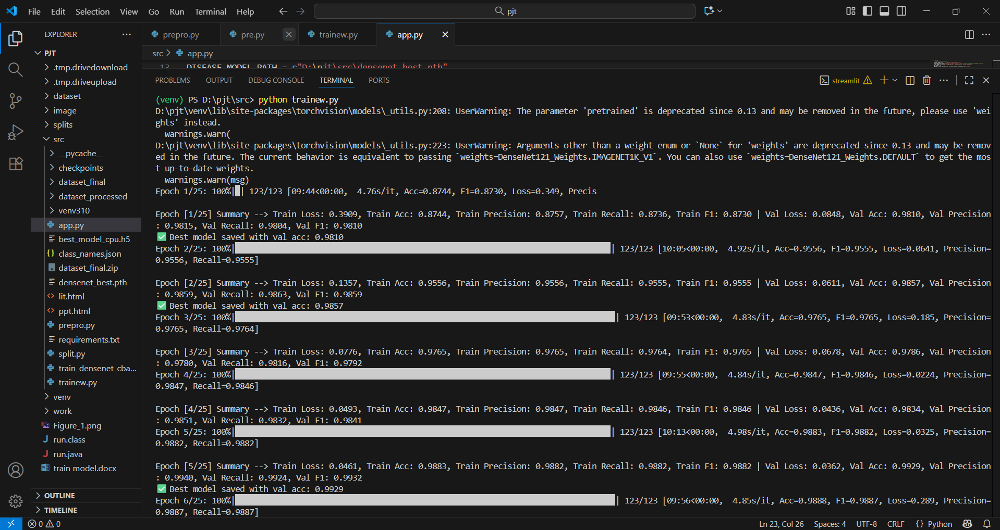 File Edit Selection View Go Run Terminal Help
pjt
EXPLORER
PJT
.tmp.drivedownload
.tmp.driveupload
dataset
image
splits
src
__pycache__
checkpoints
dataset_final
dataset_processed
venv310
app.py
best_model_cpu.h5
class_names.json
dataset_final.zip
densenet_best.pth
lit.html
ppt.html
prepro.py
requirements.txt
split.py
train_densenet_cba...
trainew.py
venv
work
Figure_1.png
run.class
run.java
train model.docx
OUTLINE
TIMELINE
prepro.py pre.py trainew.py app.py
src > app.py
13 DISEASE_MODEL_PATH = r"D:\pjt\src\densenet_best.pth"
PROBLEMS OUTPUT DEBUG CONSOLE TERMINAL PORTS
streamlit
(venv) PS D:\pjt\src> python trainew.py
D:\pjt\venv\lib\site-packages\torchvision\models\_utils.py:208: UserWarning: The parameter 'pretrained' is deprecated since 0.13 and may be removed in the future, please use 'wei
ghts' instead.
warnings.warn(
D:\pjt\venv\lib\site-packages\torchvision\models\_utils.py:223: UserWarning: Arguments other than a weight enum or `None` for 'weights' are deprecated since 0.13 and may be remov
ed in the future. The current behavior is equivalent to passing `weights=DenseNet121_Weights.IMAGENET1K_V1`. You can also use `weights=DenseNet121_Weights.DEFAULT` to get the mos
t up-to-date weights.
warnings.warn(msg)
Epoch 1/25: 100%| | 123/123 [09:44<00:00, 4.76s/it, Acc=0.8744, F1=0.8730, Loss=0.349, Precis
Epoch [1/25] Summary --> Train Loss: 0.3909, Train Acc: 0.8744, Train Precision: 0.8757, Train Recall: 0.8736, Train F1: 0.8730 | Val Loss: 0.0848, Val Acc: 0.9810, Val Precision
: 0.9815, Val Recall: 0.9804, Val F1: 0.9810
✅ Best model saved with val acc: 0.9810
Epoch 2/25: 100%| | 123/123 [10:05<00:00, 4.92s/it, Acc=0.9556, F1=0.9555, Loss=0.0641, Precision=
0.9556, Recall=0.9555]
Epoch [2/25] Summary --> Train Loss: 0.1357, Train Acc: 0.9556, Train Precision: 0.9556, Train Recall: 0.9555, Train F1: 0.9555 | Val Loss: 0.0611, Val Acc: 0.9857, Val Precision
: 0.9859, Val Recall: 0.9863, Val F1: 0.9859
✅ Best model saved with val acc: 0.9857
Epoch 3/25: 100%| | 123/123 [09:53<00:00, 4.83s/it, Acc=0.9765, F1=0.9765, Loss=0.185, Precision=
0.9765, Recall=0.9764]
Epoch [3/25] Summary --> Train Loss: 0.0776, Train Acc: 0.9765, Train Precision: 0.9765, Train Recall: 0.9764, Train F1: 0.9765 | Val Loss: 0.0678, Val Acc: 0.9786, Val Precision
: 0.9780, Val Recall: 0.9816, Val F1: 0.9792
Epoch 4/25: 100%| | 123/123 [09:55<00:00, 4.84s/it, Acc=0.9847, F1=0.9846, Loss=0.0224, Precision=
0.9847, Recall=0.9846]
Epoch [4/25] Summary --> Train Loss: 0.0493, Train Acc: 0.9847, Train Precision: 0.9847, Train Recall: 0.9846, Train F1: 0.9846 | Val Loss: 0.0436, Val Acc: 0.9834, Val Precision
: 0.9851, Val Recall: 0.9832, Val F1: 0.9841
Epoch 5/25: 100%| | 123/123 [10:13<00:00, 4.98s/it, Acc=0.9883, F1=0.9882, Loss=0.0325, Precision=
0.9882, Recall=0.9882]
Epoch [5/25] Summary --> Train Loss: 0.0461, Train Acc: 0.9883, Train Precision: 0.9882, Train Recall: 0.9882, Train F1: 0.9882 | Val Loss: 0.0362, Val Acc: 0.9929, Val Precision
: 0.9940, Val Recall: 0.9924, Val F1: 0.9932
✅ Best model saved with val acc: 0.9929
Epoch 6/25: 100%| | 123/123 [09:56<00:00, 4.85s/it, Acc=0.9888, F1=0.9887, Loss=0.289, Precision=
0.9887, Recall=0.9887]
0 0 Ln 23, Col 26 Spaces: 4 UTF-8 CRLF {} Python